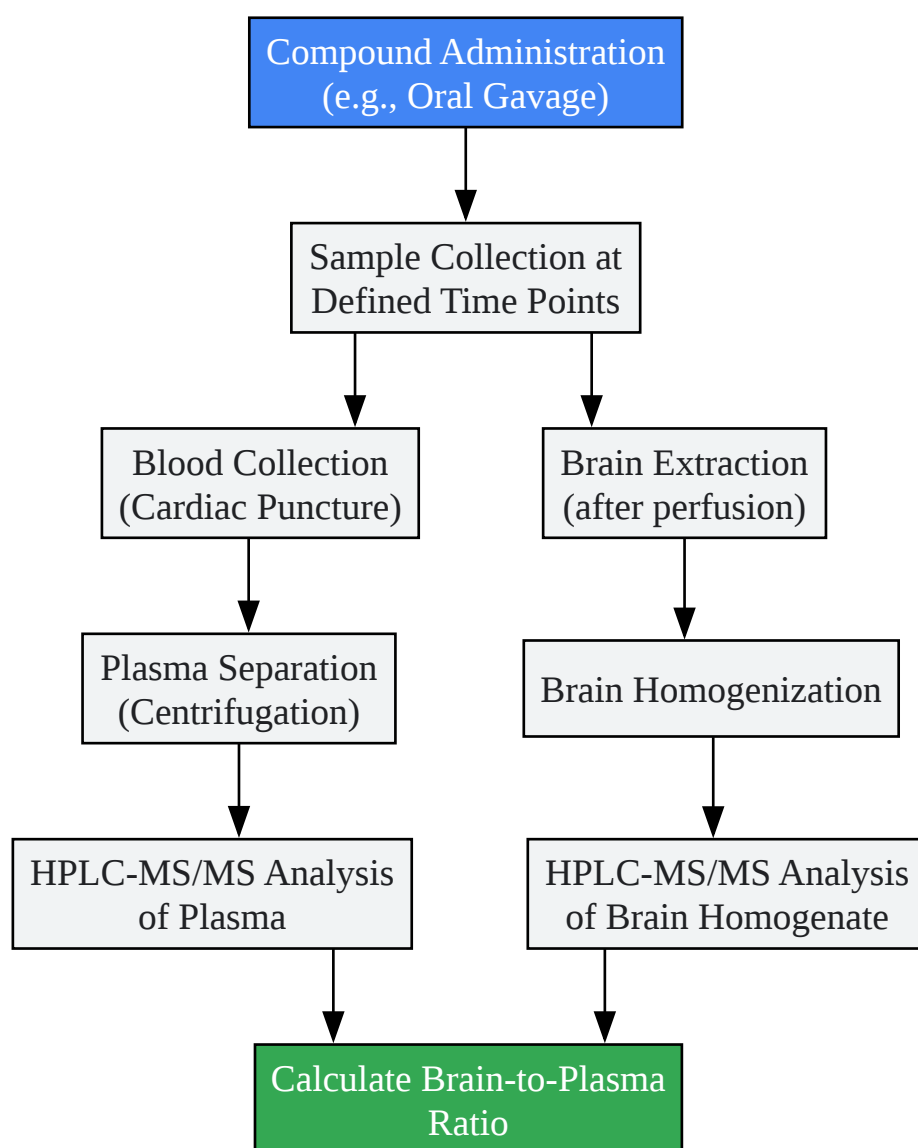 Compound Administration
(e.g., Oral Gavage)
Sample Collection at
Defined Time Points
Blood Collection
(Cardiac Puncture)
Brain Extraction
(after perfusion)
Plasma Separation
(Centrifugation)
Brain Homogenization
HPLC-MS/MS Analysis
of Plasma
HPLC-MS/MS Analysis
of Brain Homogenate
Calculate Brain-to-Plasma
Ratio